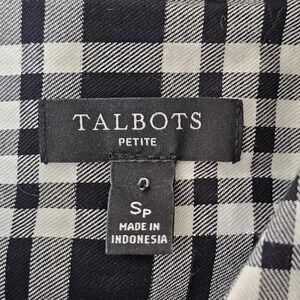 TALBOTS
PETITE
0
SP
MADE IN
INDONESIA